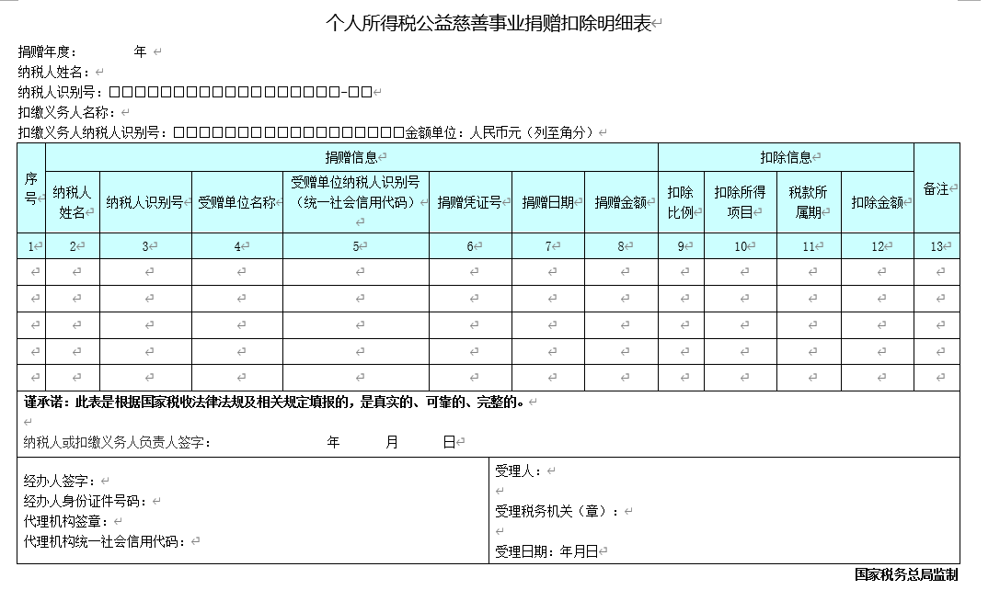 个人所得税公益慈善事业捐赠扣除明细表
捐赠年度： 年
纳税人姓名：
纳税人识别号：□□□□□□□□□□□□□□□□□□-□□
扣缴义务人名称：
扣缴义务人纳税人识别号：□□□□□□□□□□□□□□□□□□金额单位：人民币元（列至角分）
序号 捐赠信息 扣除信息 备注
纳税人姓名 纳税人识别号 受赠单位名称 受赠单位纳税人识别号（统一社会信用代码） 捐赠凭证号 捐赠日期 捐赠金额 扣除比例 扣除所得项目 税款所属期 扣除金额
1 2 3 4 5 6 7 8 9 10 11 12 13
谨承诺：此表是根据国家税收法律法规及相关规定填报的，是真实的、可靠的、完整的。
纳税人或扣缴义务人负责人签字： 年 月 日
经办人签字：
经办人身份证件号码：
代理机构签章：
代理机构统一社会信用代码：
受理人：
受理税务机关（章）：
受理日期：年月日
国家税务总局监制